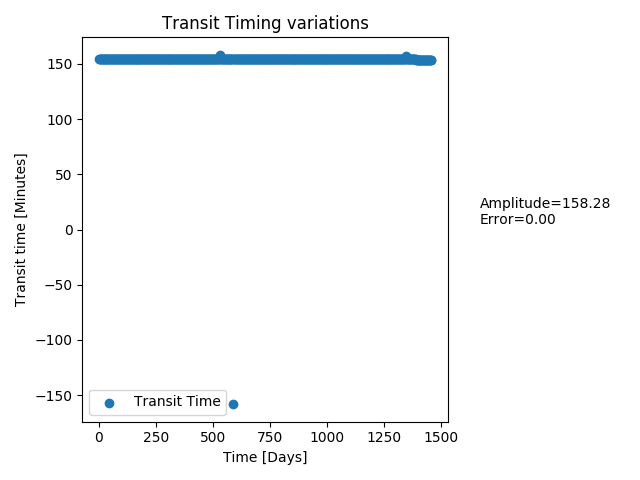 Transit Timing variations
Transit time [Minutes]
150
100
50
0
−50
−100
−150
Transit Time
0
250
500
750
1000
1250
1500
Time [Days]
Amplitude=158.28
Error=0.00